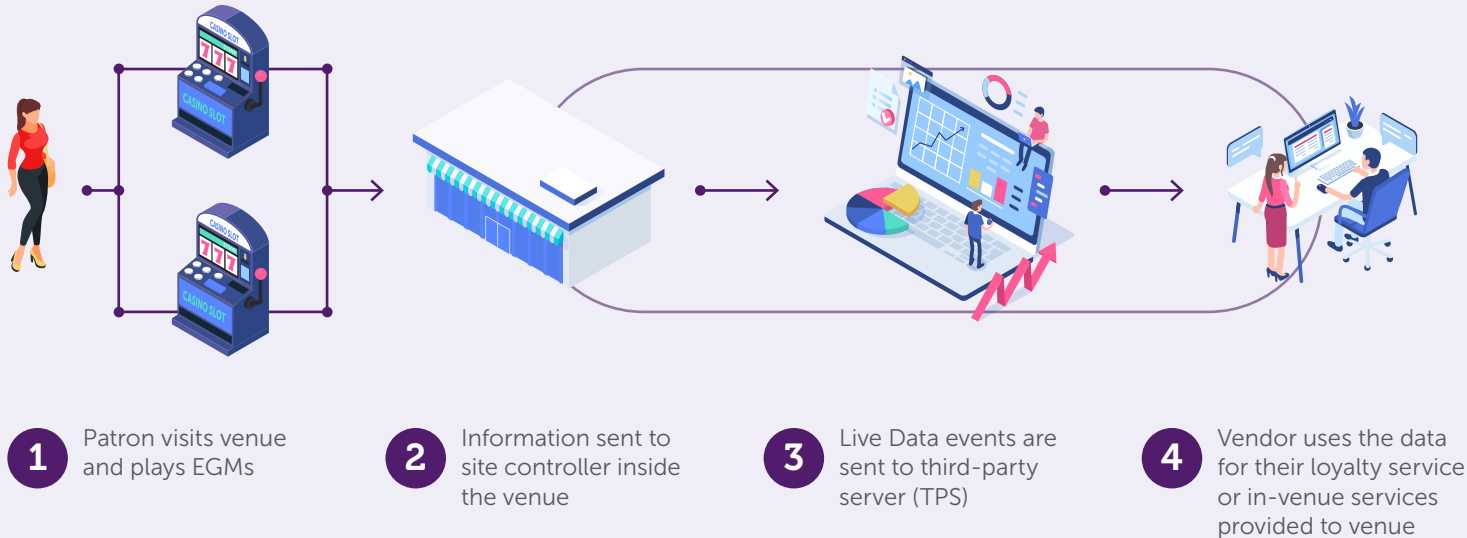 CASINO SLOT
777
CASINO SLOT
CASINO SLOT
777
CASINO SLOT
1
Patron visits venue
and plays EGMs
2
Information sent to
site controller inside
the venue
3
Live Data events are
sent to third-party
server (TPS)
4
Vendor uses the data
for their loyalty service
or in-venue services
provided to venue